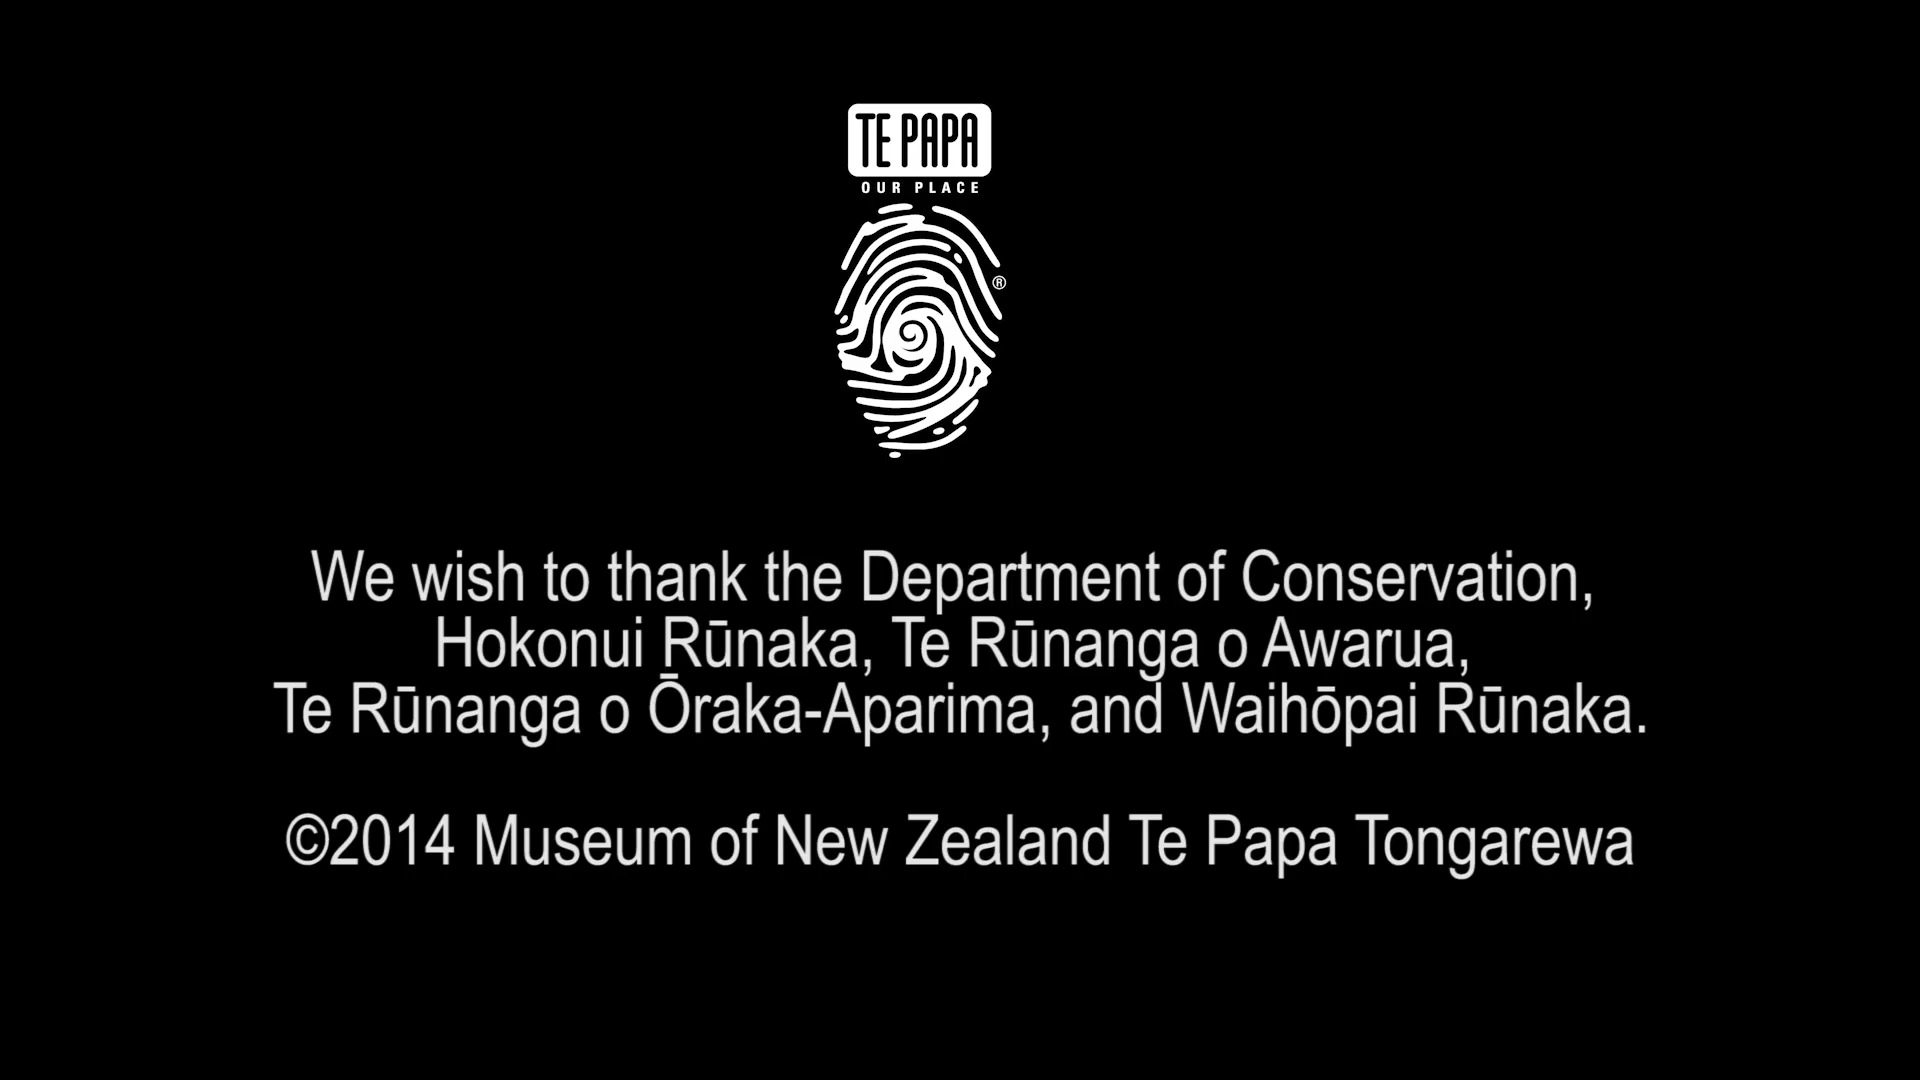 TE PAPA
OUR PLACE
®
We wish to thank the Department of Conservation,
Hokonui Rūnaka, Te Rūnanga o Awarua,
Te Rūnanga o Ōraka-Aparima, and Waihōpai Rūnaka.
©2014 Museum of New Zealand Te Papa Tongarewa